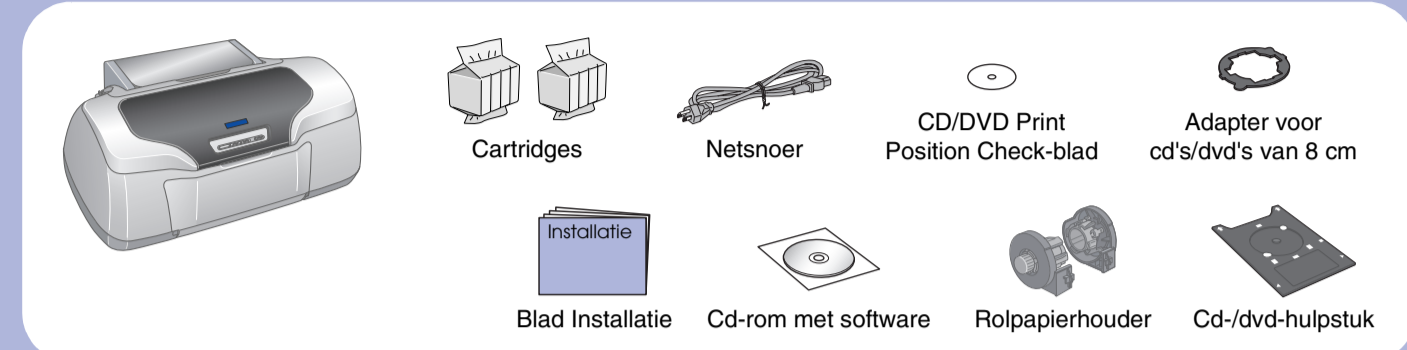 Cartridges
Netsnoer
CD/DVD Print
Position Check-blad
Adapter voor
cd's/dvd's van 8 cm
Installatie
Blad Installatie
Cd-rom met software
Rolpapierhouder
Cd-/dvd-hulpstuk